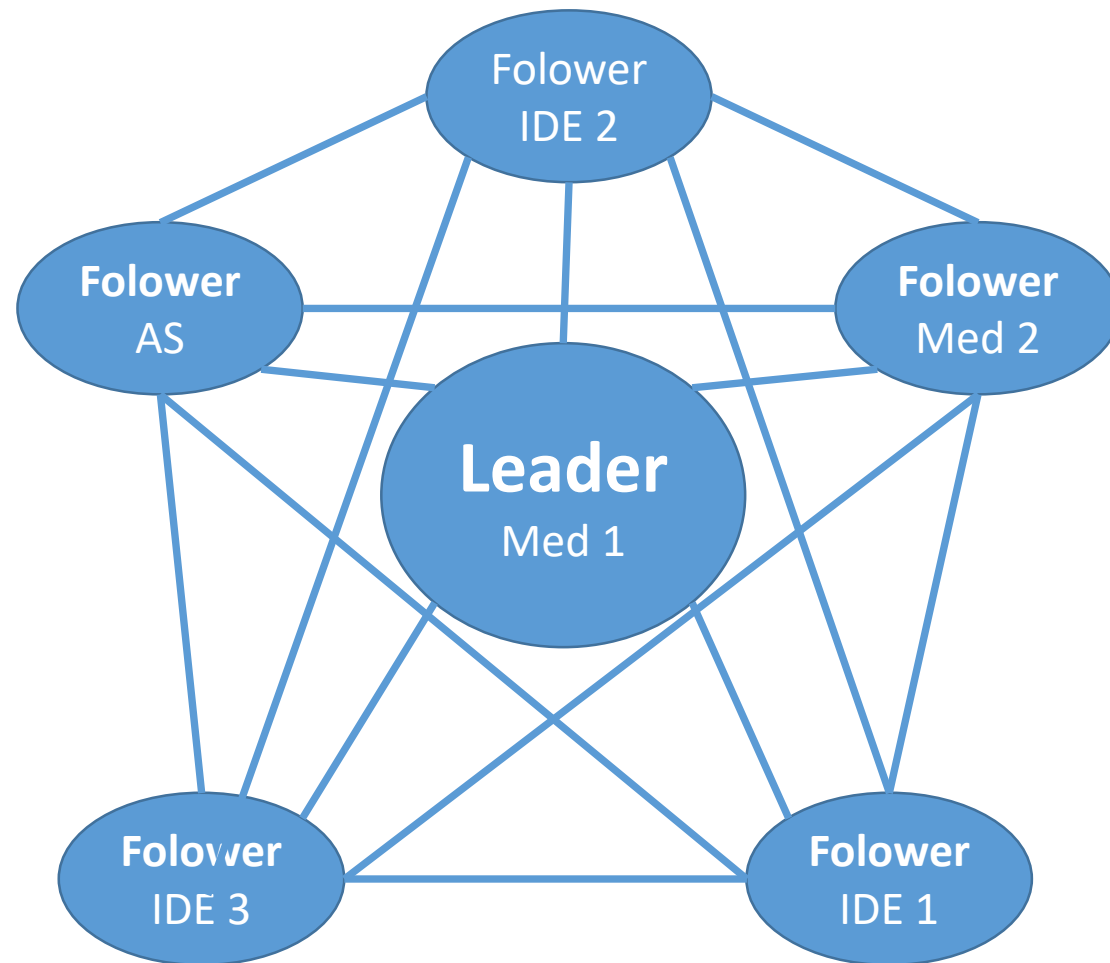 Folower
IDE 2
Folower
AS
Folower
Med 2
Leader
Med 1
Folower
IDE 3
Folower
IDE 1